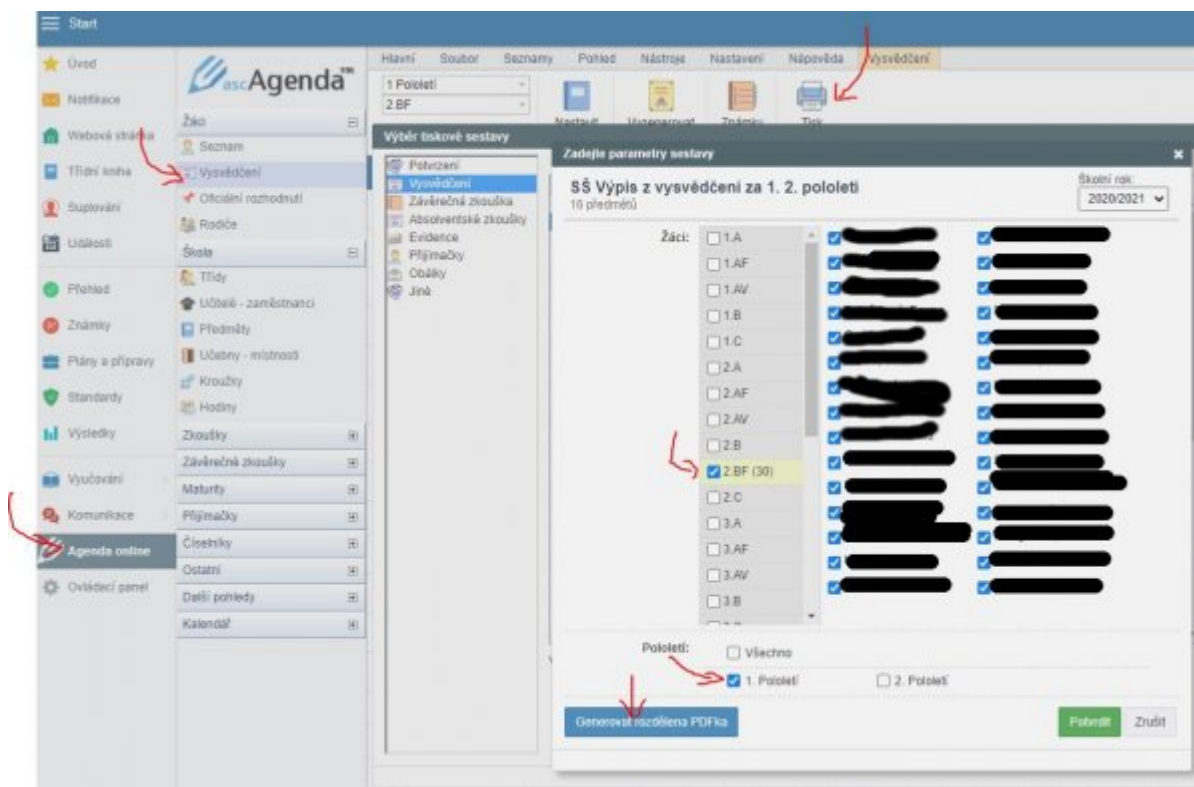 Start
Úvod
Notifikace
Webová stránka
Třídní kniha
Suplování
Události
Přehled
Známky
Plány a přípravy
Standardy
Výsledky
Vyučování
Komunikace
Agenda online
Ovládací panel
ascAgenda™
Žáci
Seznam
Vysvědčení
Oficiální rozhodnutí
Rodiče
Škola
Třídy
Učitelé - zaměstnanci
Předměty
Učebny - místnosti
Kroužky
Hodiny
Zkoušky
Závěrečné zkoušky
Maturity
Přijímačky
Číselníky
Ostatní
Další pohledy
Kalendář
Hlavní Soubor Seznamy Pohled Nástroje Nastavení Nápověda Vysvědčení
1 Pololetí
2.BF
Nastavit Vygenerovat Známky Tisk
Výběr tiskové sestavy
Potvrzení
Vysvědčení
Závěrečná zkouška
Absolventské zkoušky
Evidence
Přijímačky
Obálky
Jiné
Zadejte parametry sestavy
SŠ Výpis z vysvědčení za 1. 2. pololetí
16 předmětů
Školní rok:
2020/2021
Žáci:
1.A
1.AF
1.AV
1.B
1.C
2.A
2.AF
2.AV
2.B
2.BF (30)
2.C
3.A
3.AF
3.AV
3.B
Pololetí:
Všechno
1. Pololetí 2. Pololetí
Generovat rozdělena PDFka
Potvrdit Zrušit